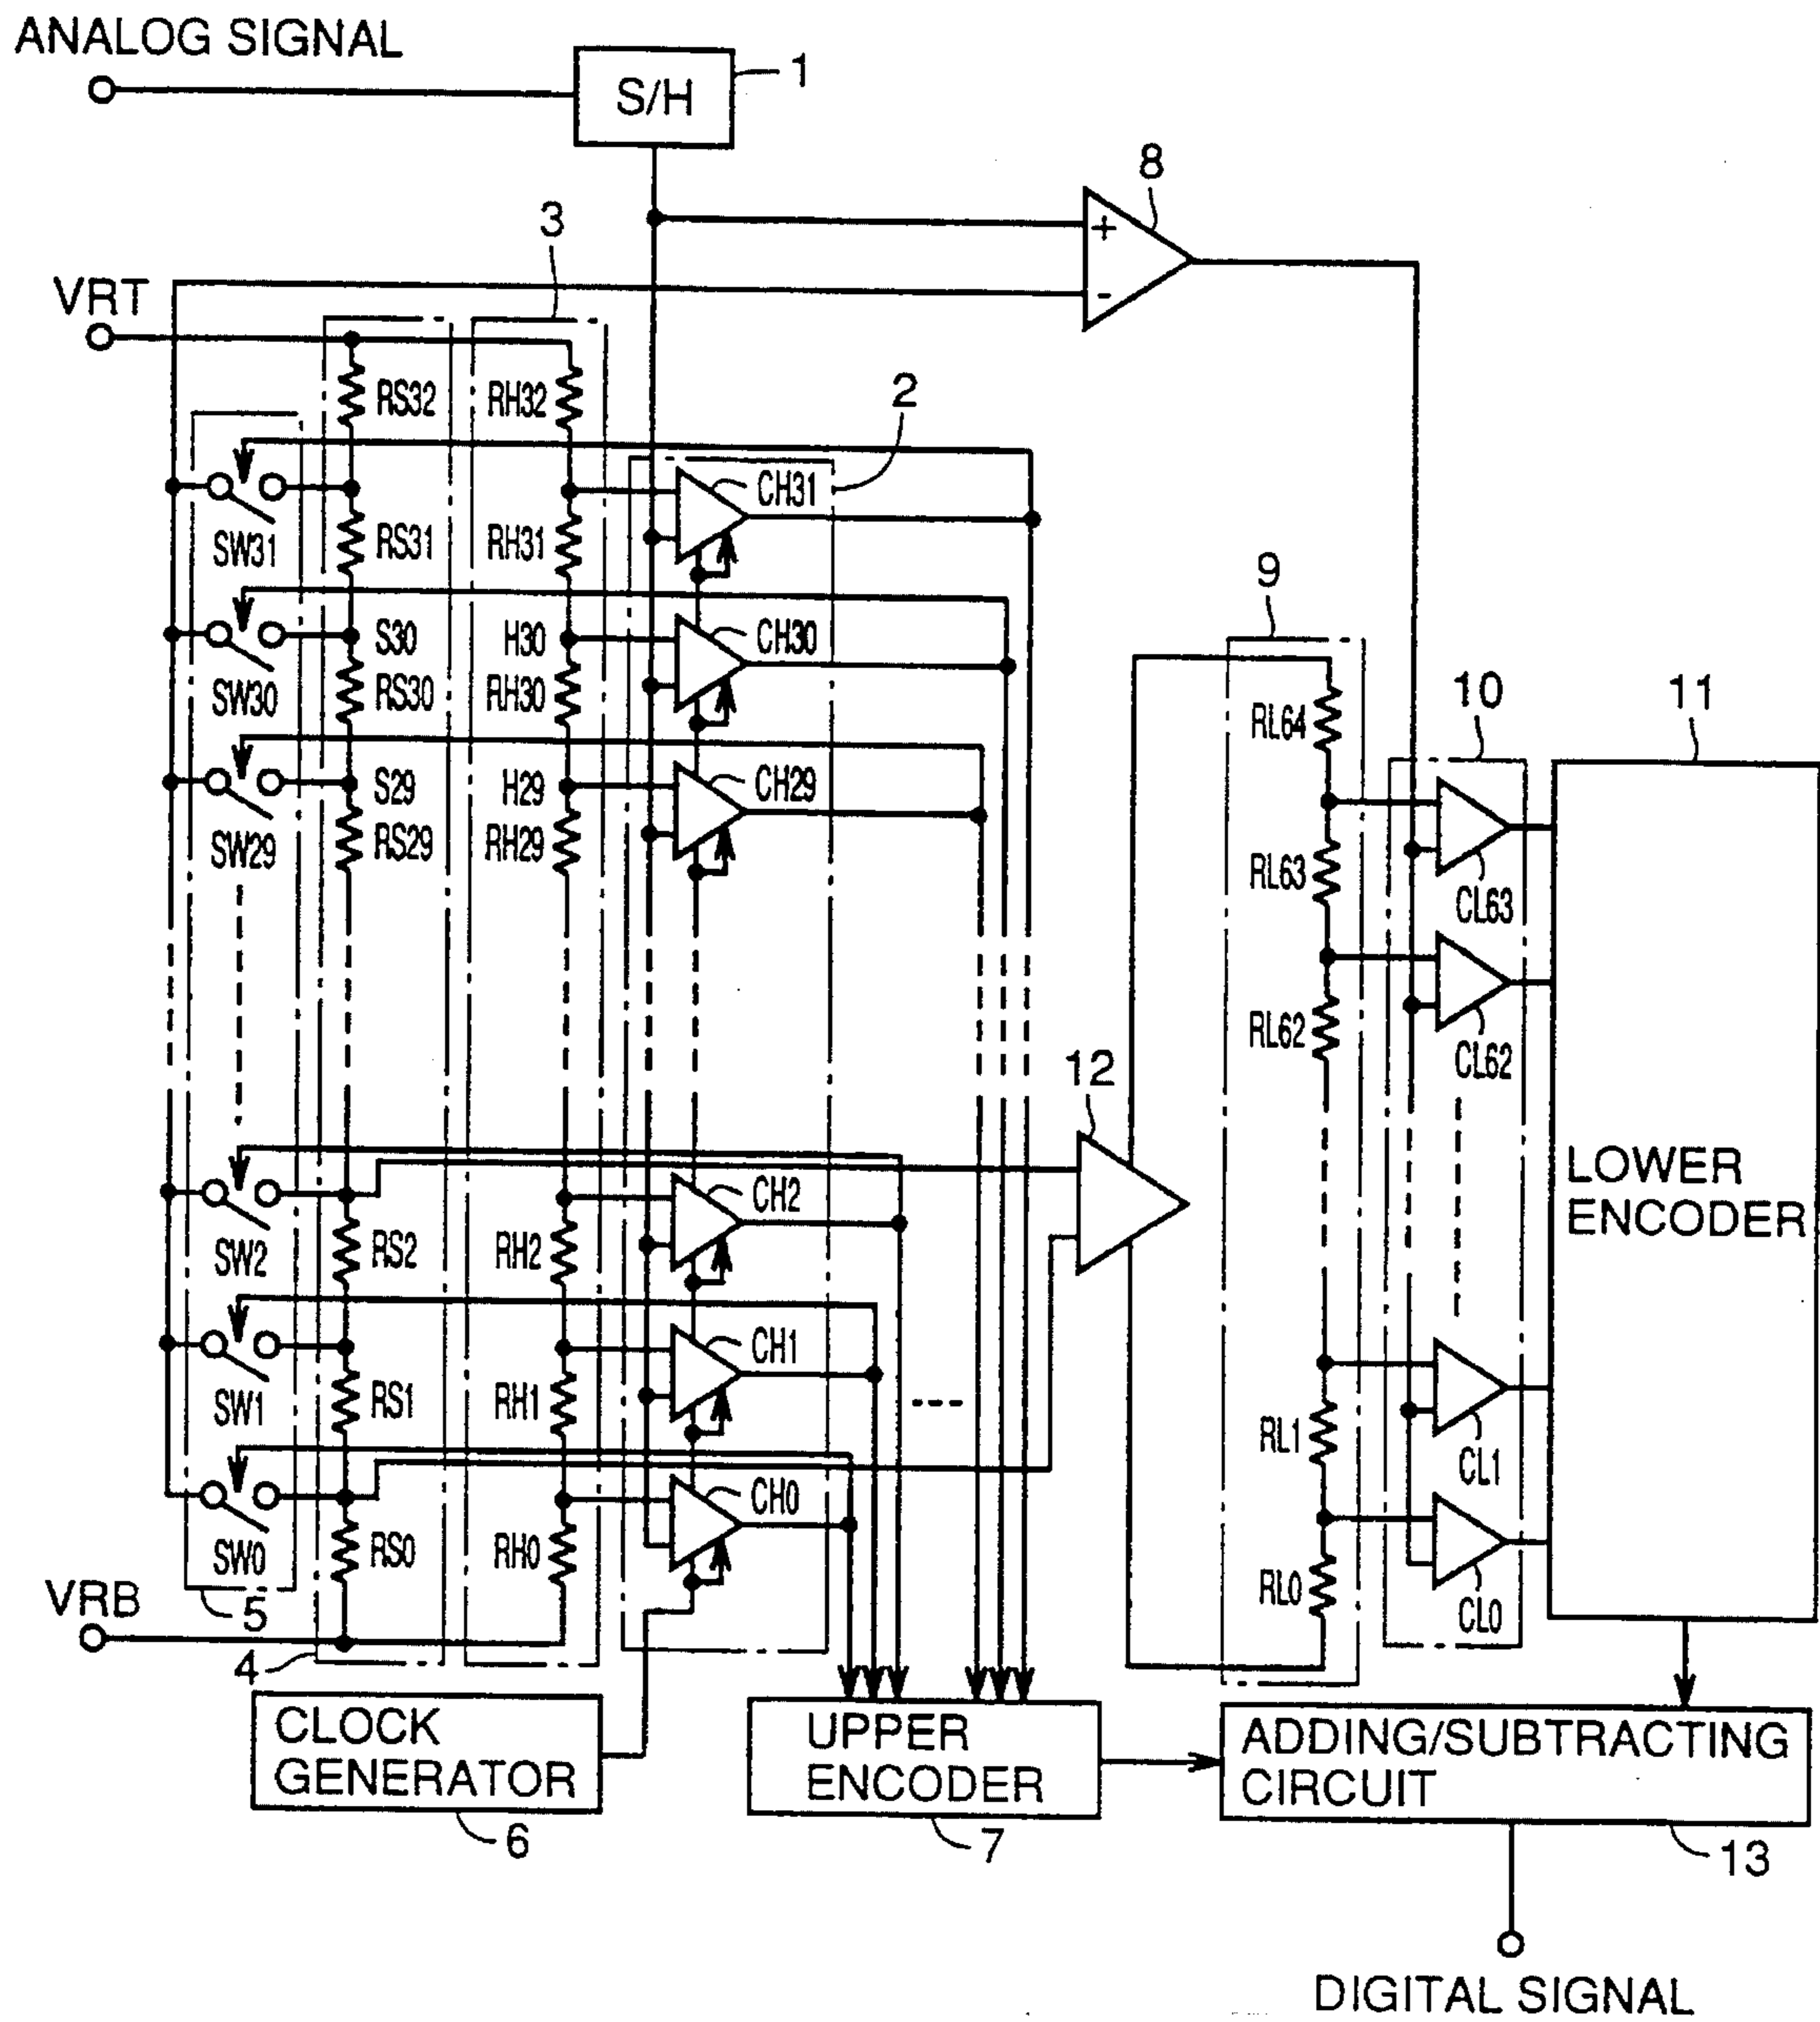 ANALOG SIGNAL
S/H
1
8
+
-
3
VRT
RS32
RH32
2
CH31
SW31
RS31
RH31
9
S30
H30
CH30
SW30
RS30
RH30
10
11
RL64
S29
H29
CH29
SW29
RS29
RH29
RL63
CL63
RL62
CL62
12
LOWER
ENCODER
CH2
SW2
RS2
RH2
CH1
SW1
RS1
RH1
RL1
CL1
CH0
SW0
RS0
RH0
RL0
CL0
VRB
5
4
CLOCK
GENERATOR
UPPER
ENCODER
ADDING/SUBTRACTING
CIRCUIT
6
7
13
DIGITAL SIGNAL